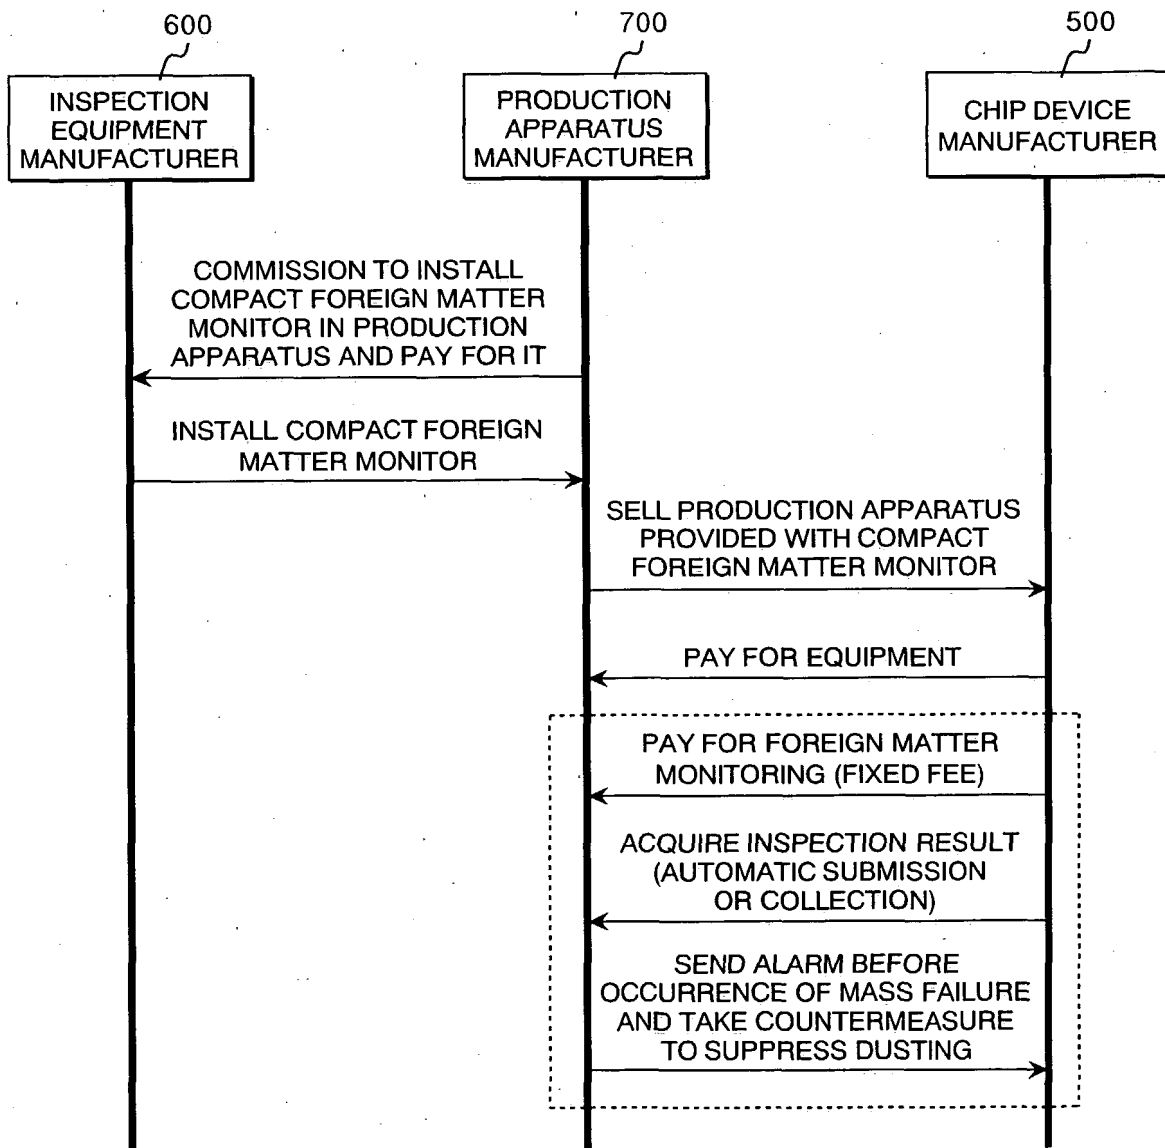 600
700
500
INSPECTION
EQUIPMENT
MANUFACTURER
PRODUCTION
APPARATUS
MANUFACTURER
CHIP DEVICE
MANUFACTURER
COMMISSION TO INSTALL
COMPACT FOREIGN MATTER
MONITOR IN PRODUCTION
APPARATUS AND PAY FOR IT
INSTALL COMPACT FOREIGN
MATTER MONITOR
SELL PRODUCTION APPARATUS
PROVIDED WITH COMPACT
FOREIGN MATTER MONITOR
PAY FOR EQUIPMENT
PAY FOR FOREIGN MATTER
MONITORING (FIXED FEE)
ACQUIRE INSPECTION RESULT
(AUTOMATIC SUBMISSION
OR COLLECTION)
SEND ALARM BEFORE
OCCURRENCE OF MASS FAILURE
AND TAKE COUNTERMEASURE
TO SUPPRESS DUSTING